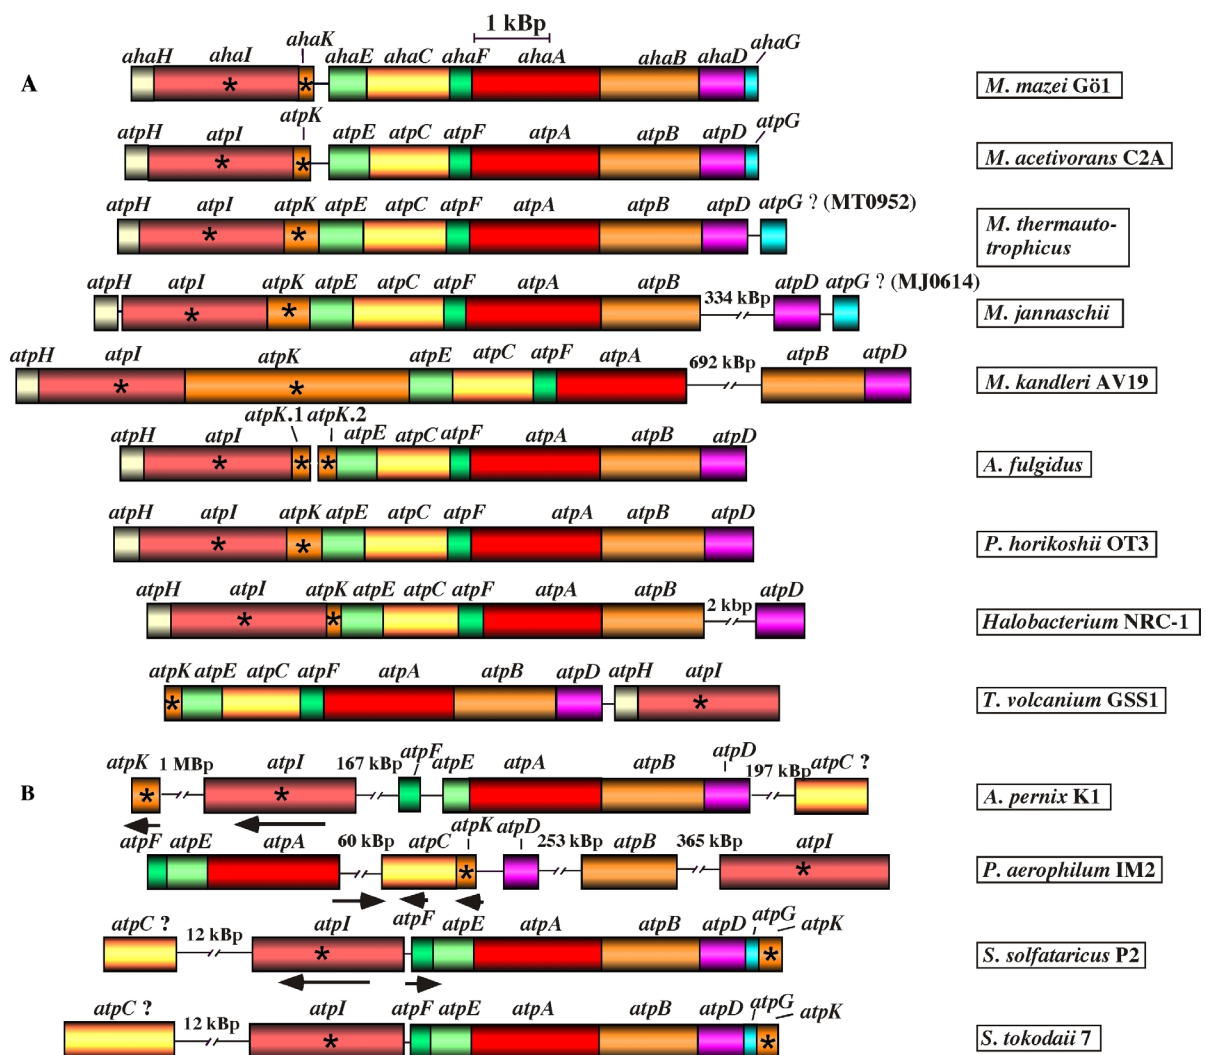 1 kBp
ahaK
ahaH ahaI ahaE ahaC ahaF ahaA ahaB ahaD ahaG
A * * M. mazei Gö1
atpK
atpH atpI atpE atpC atpF atpA atpB atpD atpG
* * M. acetivorans C2A
atpH atpI atpK atpE atpC atpF atpA atpB atpD atpG ? (MT0952)
* * M. thermauto-
trophicus
atpH atpI atpK atpE atpC atpF atpA atpB 334 kBp atpD atpG ? (MJ0614)
* * M. jannaschii
atpH atpI atpK atpE atpC atpF atpA 692 kBp atpB atpD
* * M. kandleri AV19
atpK.1 atpK.2
atpH atpI atpE atpC atpF atpA atpB atpD
* * * A. fulgidus
atpH atpI atpK atpE atpC atpF atpA atpB atpD
* * P. horikoshii OT3
atpH atpI atpK atpE atpC atpF atpA atpB 2 kbp atpD
* * Halobacterium NRC-1
atpK atpE atpC atpF atpA atpB atpD atpH atpI
* * T. volcanium GSS1
atpK 1 MBp atpI 167 kBp atpF atpE atpA atpB atpD 197 kBp atpC ?
B * * A. pernix K1
atpF atpE atpA 60 kBp atpC atpK atpD 253 kBp atpB 365 kBp atpI
* * P. aerophilum IM2
atpC ? 12 kBp atpI atpF atpE atpA atpB atpD atpG atpK
* * S. solfataricus P2
atpC ? 12 kBp atpI atpF atpE atpA atpB atpD atpG atpK
* * S. tokodaii 7